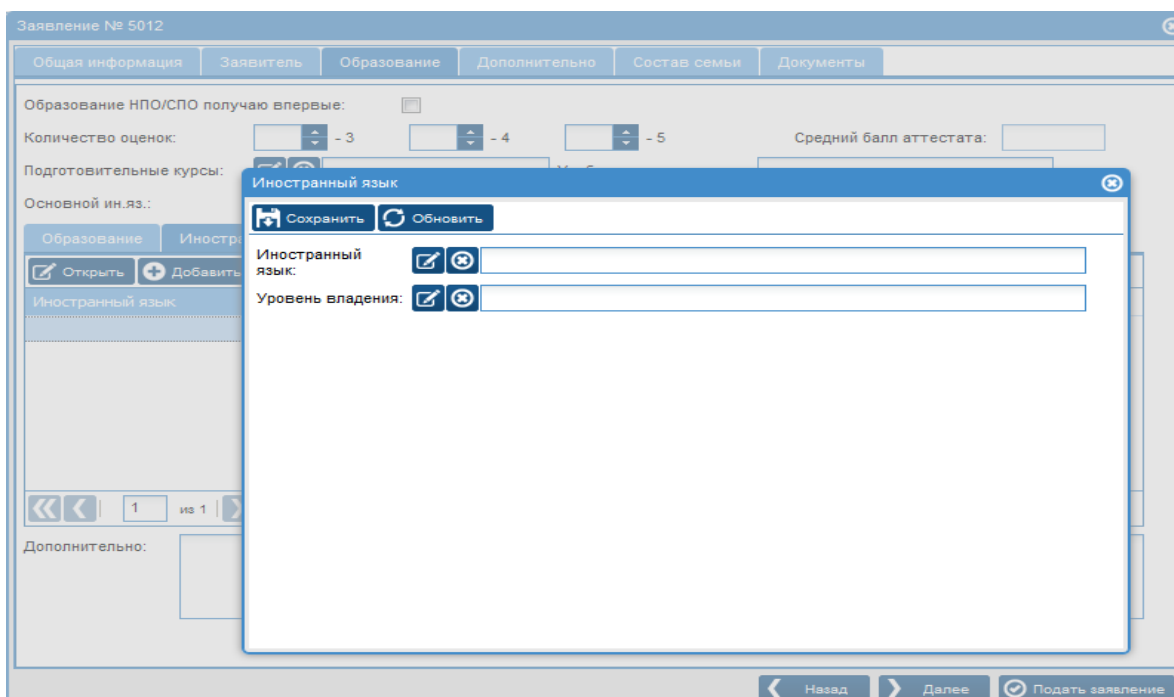 Заявление № 5012
Общая информация Заявитель Образование Дополнительно Состав семьи Документы
Образование НПО/СПО получаю впервые:
Количество оценок: - 3 - 4 - 5 Средний балл аттестата:
Подготовительные курсы:
Основной ин.яз.:
Образование
Открыть Добавить
Иностранный язык
1 из 1
Дополнительно:
Иностранный язык
Сохранить Обновить
Иностранный
язык:
Уровень владения:
Назад Далее Подать заявление